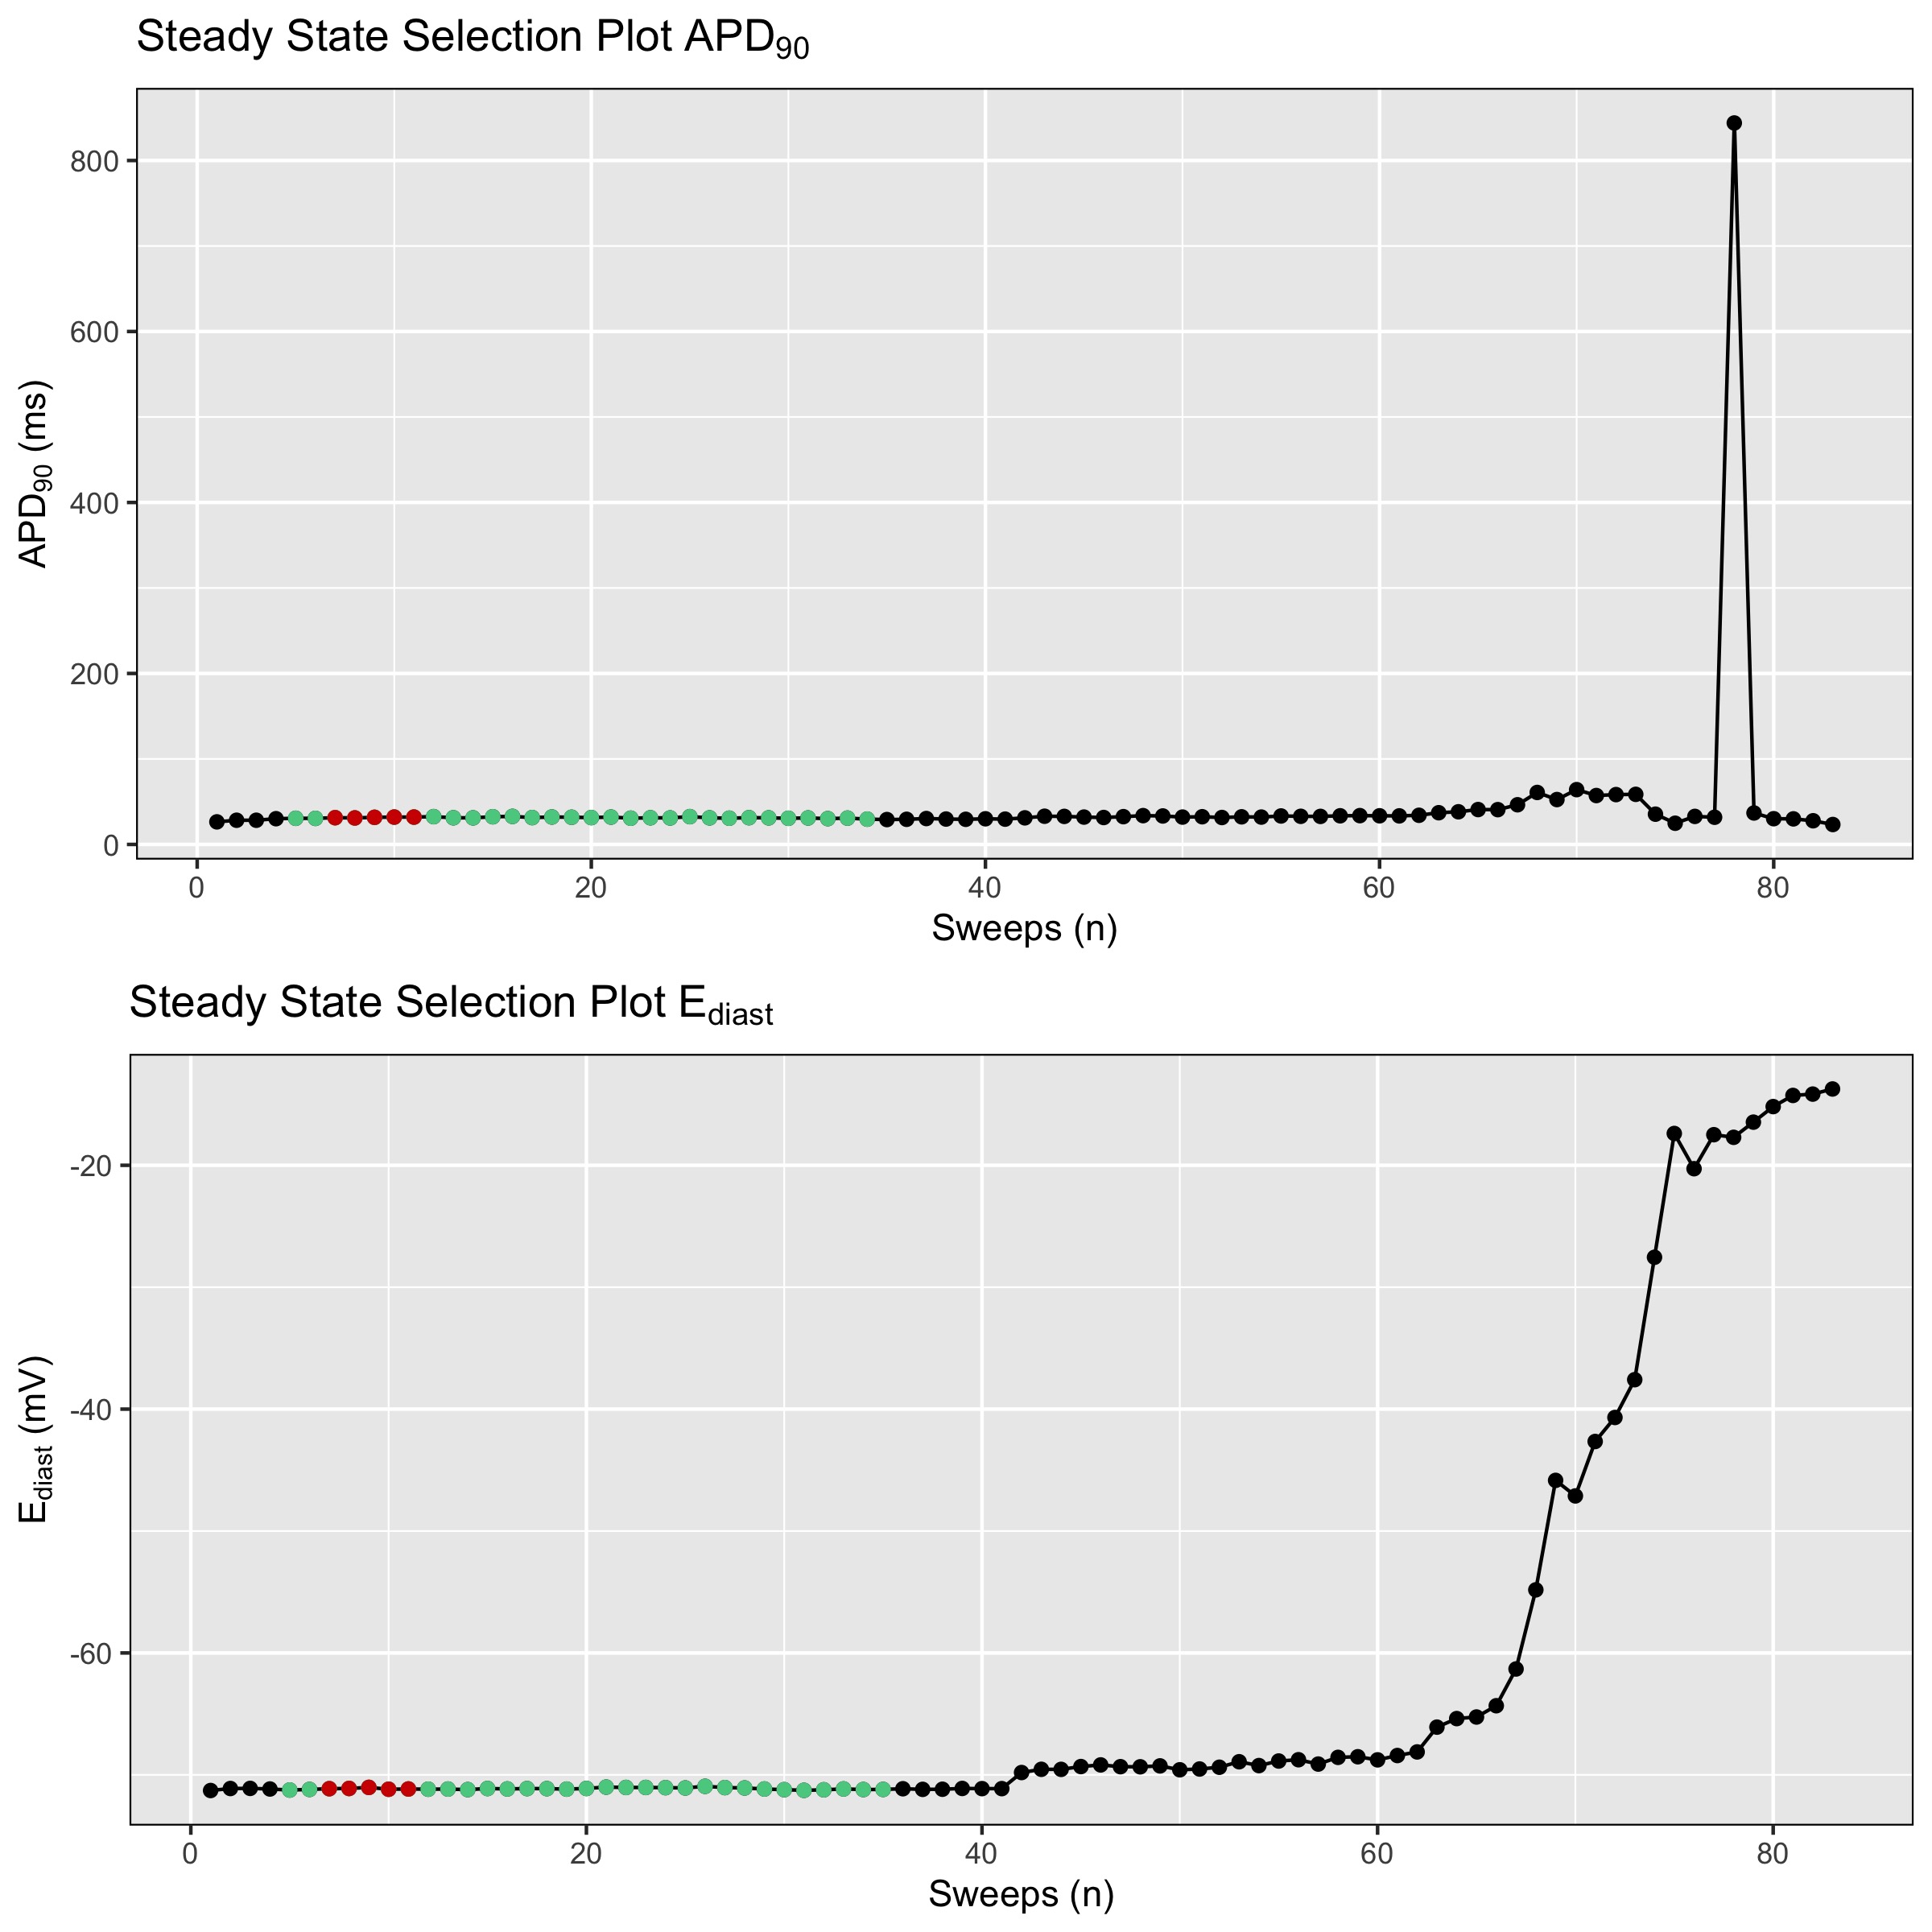 Steady State Selection Plot APD90
800
600
400
200
0
APD90 (ms)
0 20 40 60 80
Sweeps (n)
Steady State Selection Plot Ediast
-20
-40
-60
Ediast (mV)
0 20 40 60 80
Sweeps (n)